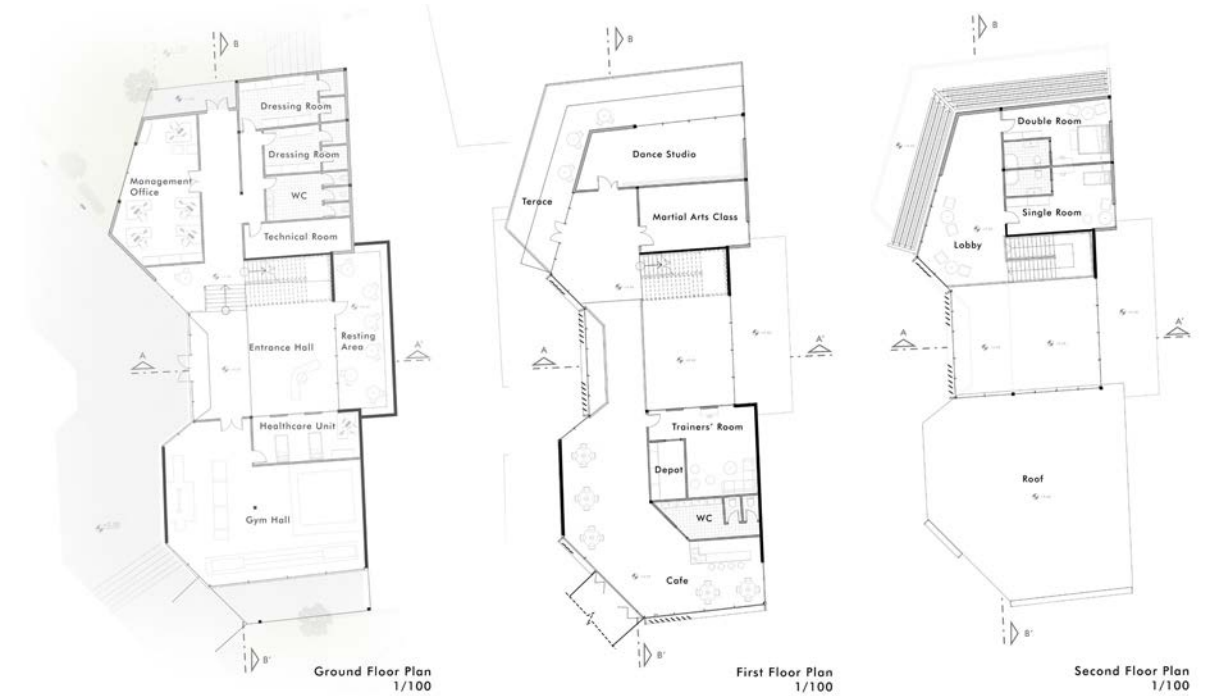 B
Dressing Room
Dressing Room
Management
Office
WC
Technical Room
Entrance Hall
Resting
Area
A
A'
Healthcare Unit
Gym Hall
B'
Ground Floor Plan
1/100
B
Dance Studio
Terace
Martial Arts Class
A
A'
Trainers' Room
Depot
WC
Cafe
B'
First Floor Plan
1/100
B
Double Room
Single Room
Lobby
A
A'
Roof
B'
Second Floor Plan
1/100